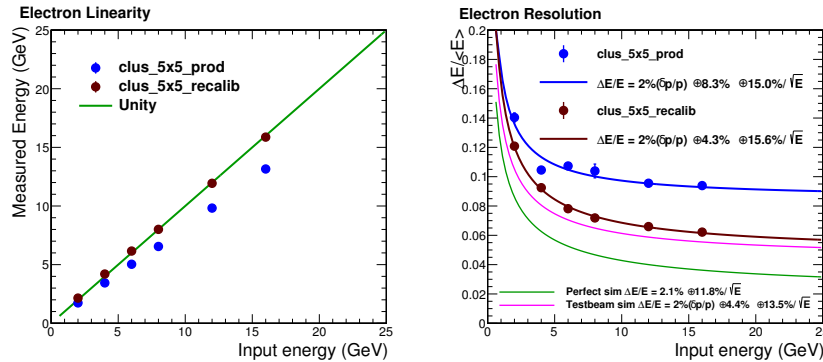 Electron Linearity
Measured Energy (GeV)
25
20
15
10
5
0
clus_5x5_prod
clus_5x5_recalib
Unity
0 5 10 15 20 25
Input energy (GeV)
Electron Resolution
ΔE/<E>
0.2
0.18
0.16
0.14
0.12
0.1
0.08
0.06
0.04
0.02
0
clus_5x5_prod
ΔE/E = 2%(δp/p) ⊕8.3% ⊕15.0%/√E
clus_5x5_recalib
ΔE/E = 2%(δp/p) ⊕4.3% ⊕15.6%/√E
Perfect sim ΔE/E = 2.1% ⊕11.8%/√E
Testbeam sim ΔE/E = 2%(δp/p) ⊕4.4% ⊕13.5%/√E
0 5 10 15 20 25
Input energy (GeV)